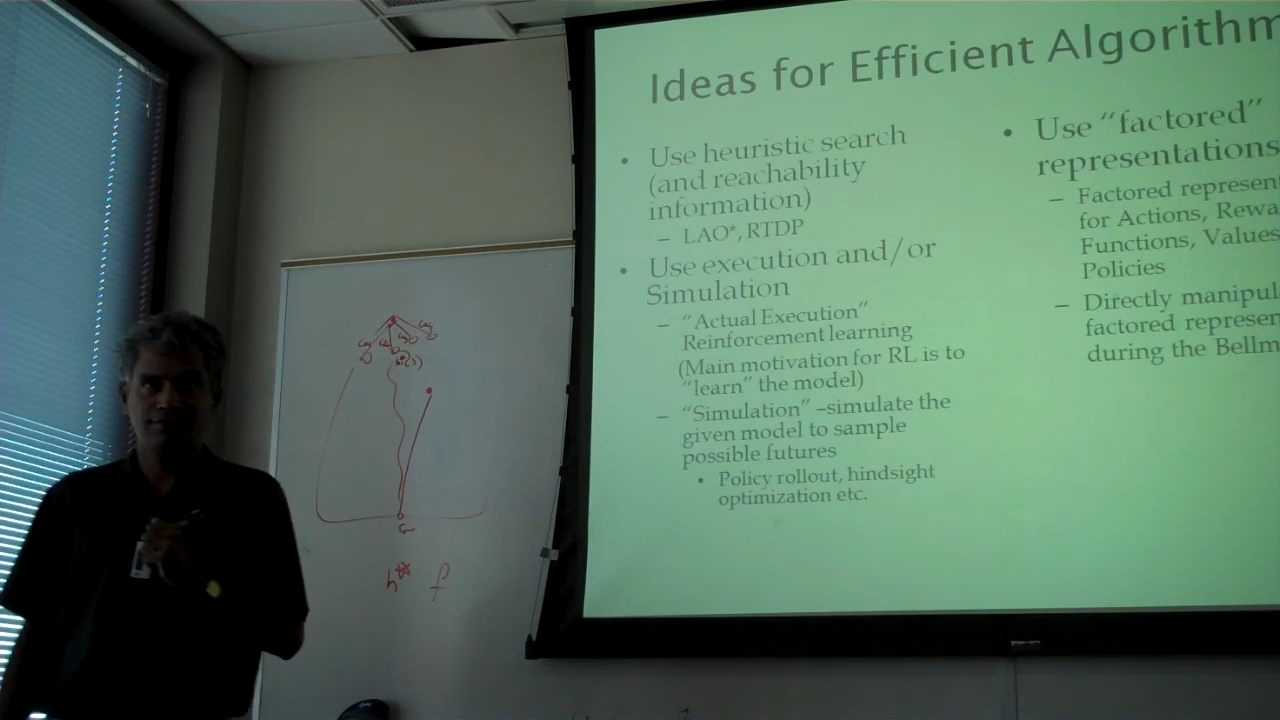 Ideas for Efficient Algorithm
• Use heuristic search
(and reachability
information)
– LAO*, RTDP
• Use execution and/or
Simulation
– “Actual Execution”
Reinforcement learning
(Main motivation for RL is to
“learn” the model)
– “Simulation” –simulate the
given model to sample
possible futures
• Policy rollout, hindsight
optimization etc.
• Use “factored”
representations
– Factored represent
for Actions, Rewa
Functions, Values
Policies
– Directly manipul
factored represer
during the Bellm
G
h* f